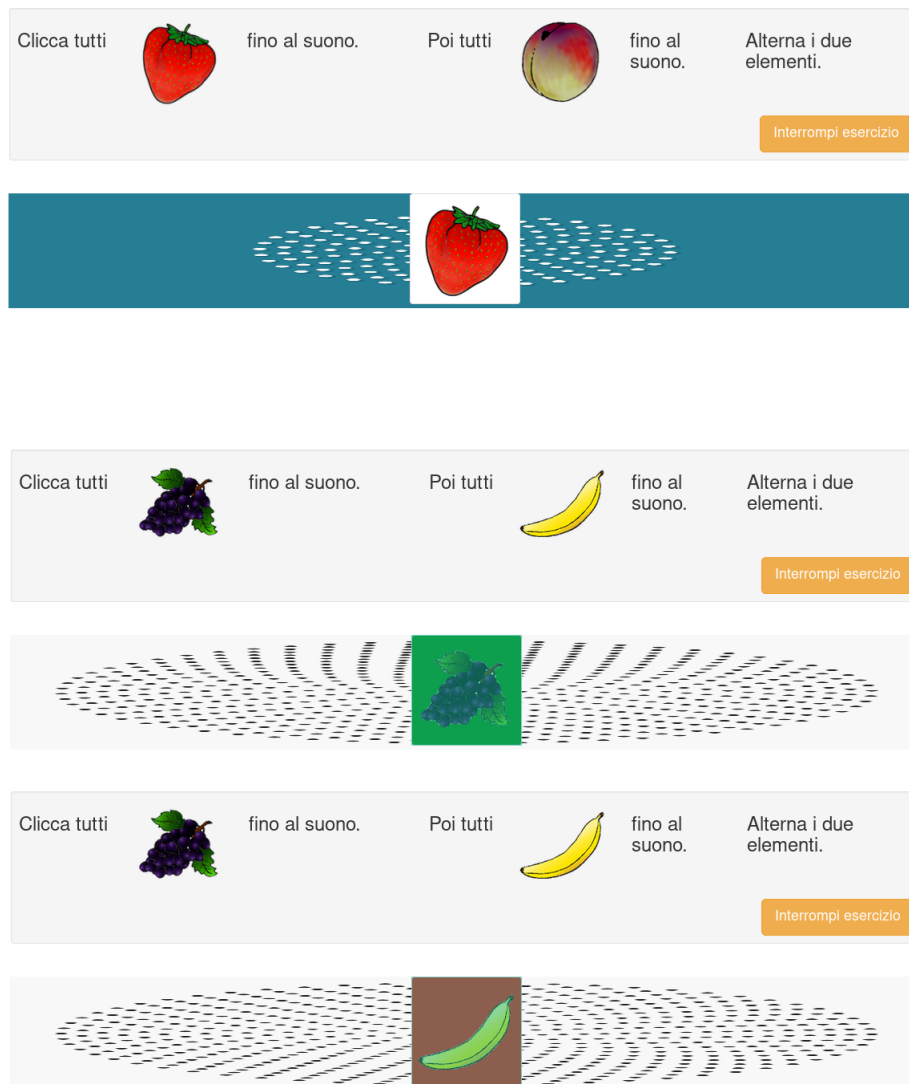 Clicca tutti fino al suono. Poi tutti fino al Alterna i due
suono. elementi.
Interrompi esercizio
Clicca tutti fino al suono. Poi tutti fino al Alterna i due
suono. elementi.
Interrompi esercizio
Clicca tutti fino al suono. Poi tutti fino al Alterna i due
suono. elementi.
Interrompi esercizio